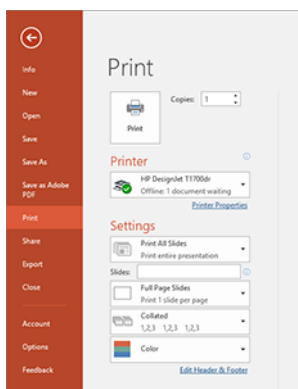 Print
Info
New
Open
Save
Save As
Save as Adobe
PDF
Print
Share
Export
Close
Account
Options
Feedback
Copies: 1
Print
Printer
HP DesignJet T1700dr
Offline: 1 document waiting
Printer Properties
Settings
Print All Slides
Print entire presentation
Slides:
Full Page Slides
Print 1 slide per page
Collated
1,2,3 1,2,3 1,2,3
Color
Edit Header & Footer